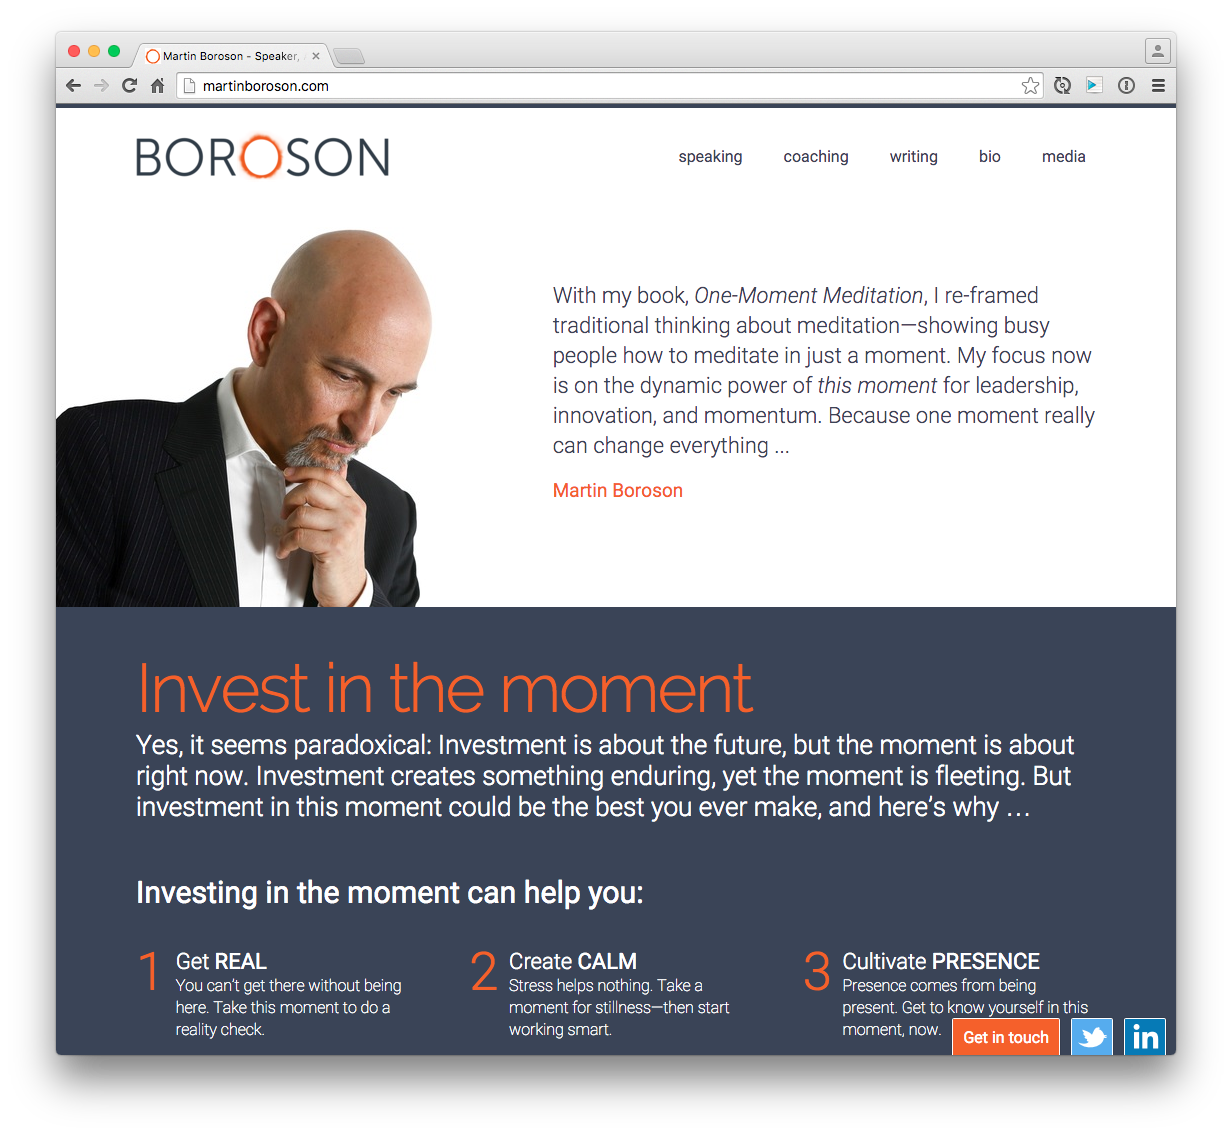 Martin Boroson - Speaker,
martinboroson.com
BOROSON
speaking coaching writing bio media
With my book, One-Moment Meditation, I re-framed
traditional thinking about meditation—showing busy
people how to meditate in just a moment. My focus now
is on the dynamic power of this moment for leadership,
innovation, and momentum. Because one moment really
can change everything ...
Martin Boroson
Invest in the moment
Yes, it seems paradoxical: Investment is about the future, but the moment is about
right now. Investment creates something enduring, yet the moment is fleeting. But
investment in this moment could be the best you ever make, and here’s why …
Investing in the moment can help you:
1 Get REAL
You can’t get there without being
here. Take this moment to do a
reality check.
2 Create CALM
Stress helps nothing. Take a
moment for stillness—then start
working smart.
3 Cultivate PRESENCE
Presence comes from being
present. Get to know yourself in this
moment, now.
Get in touch
in